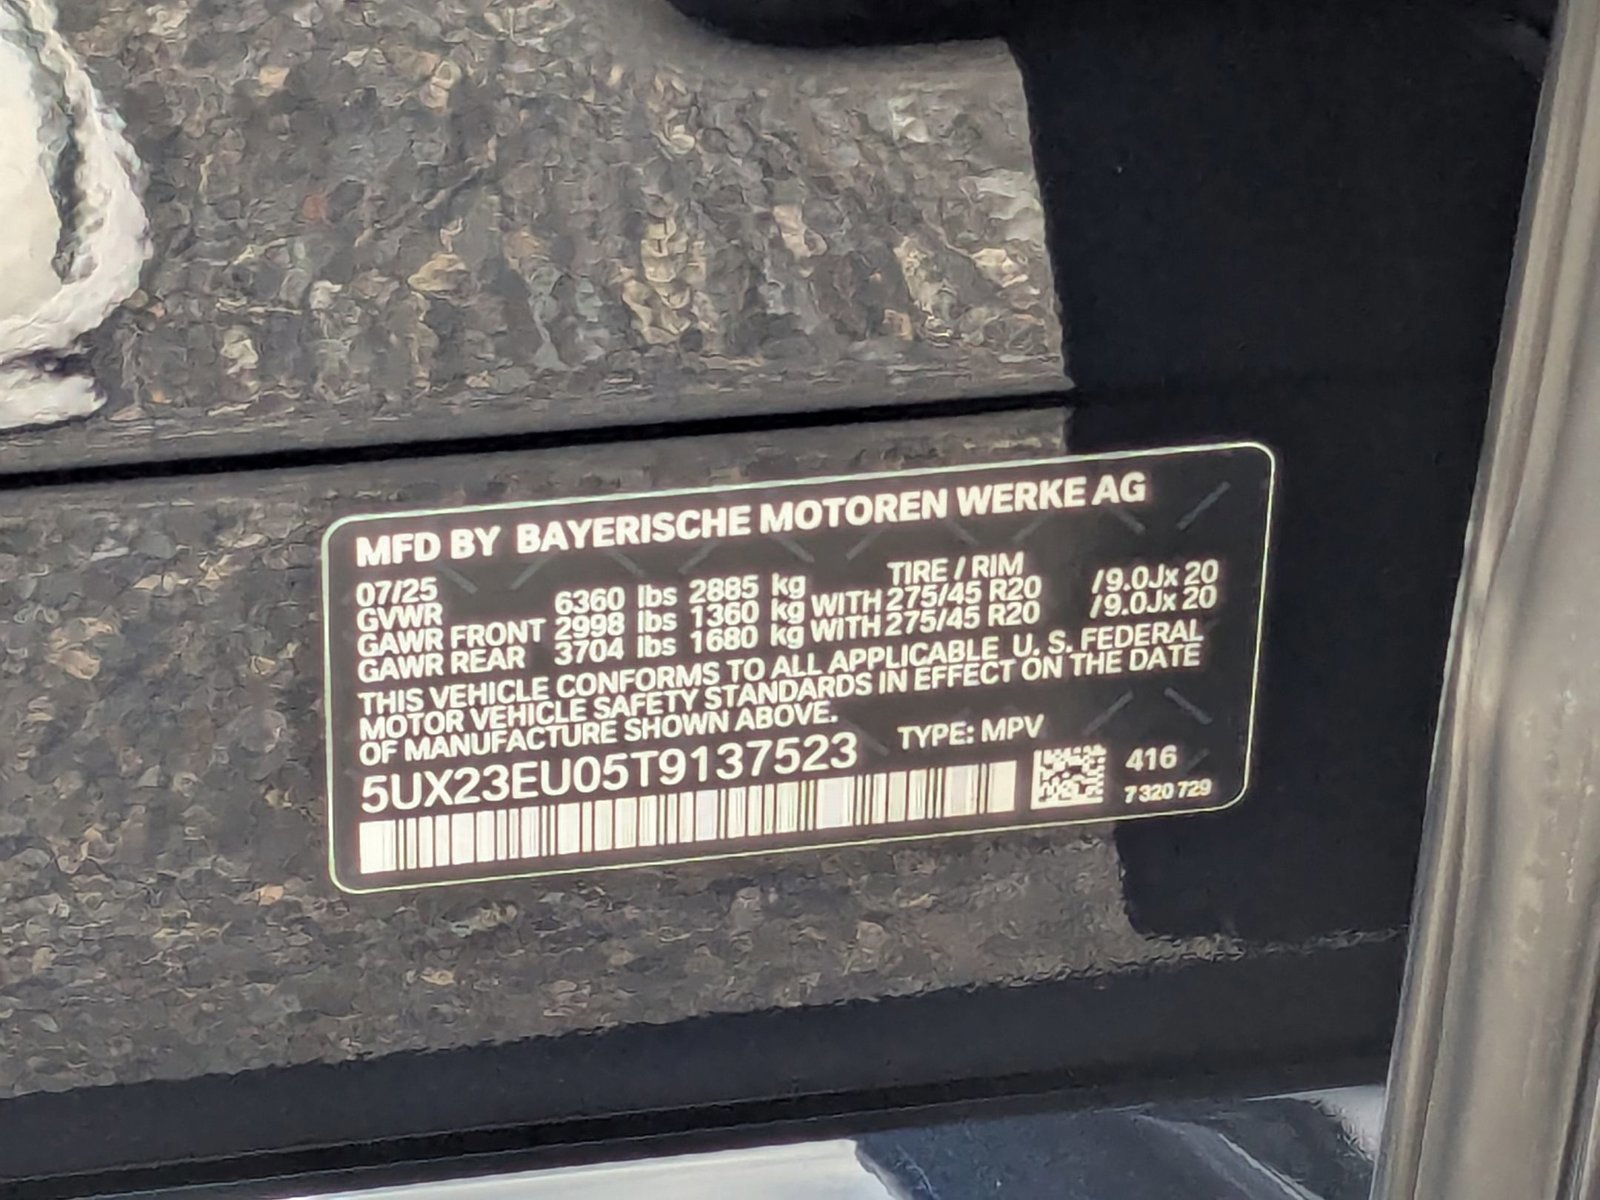 MFD BY BAYERISCHE MOTOREN WERKE AG
07/25 TIRE / RIM
GVWR 6360 lbs 2885 kg
GAWR FRONT 2998 lbs 1360 kg WITH 275/45 R20 /9.0Jx 20
GAWR REAR 3704 lbs 1680 kg WITH 275/45 R20 /9.0Jx 20
THIS VEHICLE CONFORMS TO ALL APPLICABLE U. S. FEDERAL
MOTOR VEHICLE SAFETY STANDARDS IN EFFECT ON THE DATE
OF MANUFACTURE SHOWN ABOVE.
5UX23EU05T9137523 TYPE: MPV
416
7 320 729